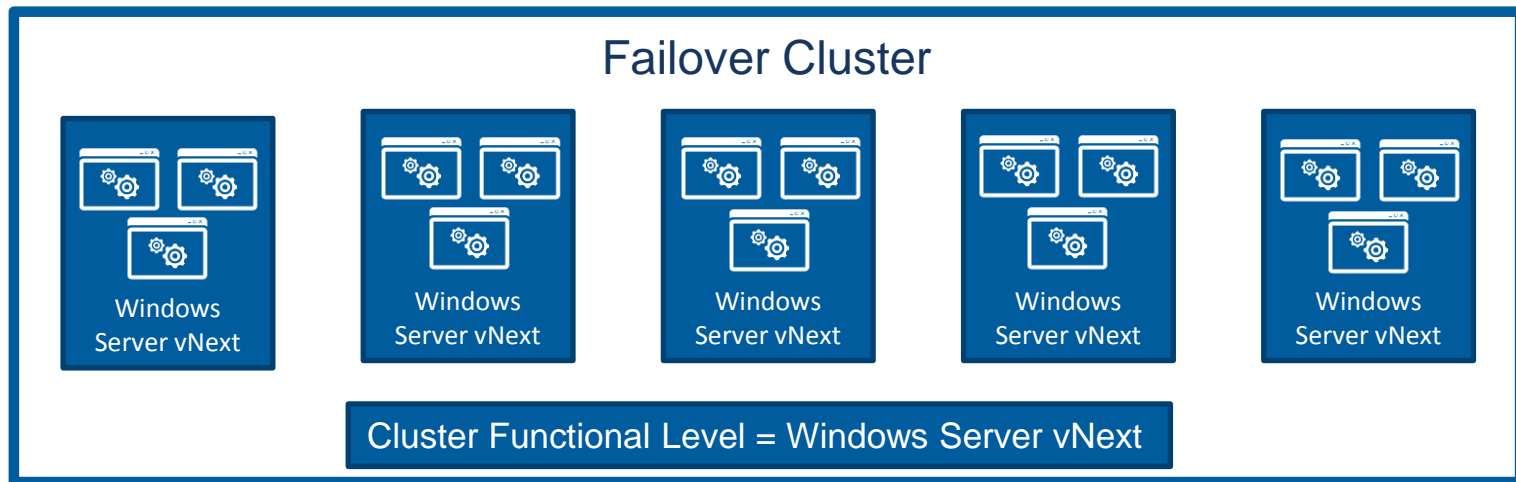 Failover Cluster
Windows
Server vNext
Windows
Server vNext
Windows
Server vNext
Windows
Server vNext
Windows
Server vNext
Cluster Functional Level = Windows Server vNext